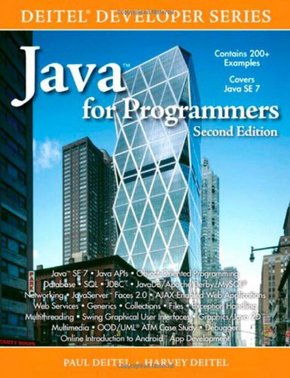 DEITEL® DEVELOPER SERIES
Java™
Contains 200+
Examples
Covers
Java SE 7
for Programmers
Second Edition
Java™ SE 7 • Java APIs • Object-Oriented Programming
Database • SQL • JDBC™ • JavaDB/Apache Derby/MySQL®
Networking • JavaServer™ Faces 2.0 • AJAX-Enabled Web Applications
Web Services • Generics • Collections • Files • Exception Handling
Multithreading • Swing Graphical User Interfaces • Graphics/Java 2D
Multimedia • OOD/UML® ATM Case Study • Debugger
Online Introduction to Android® App Development
PAUL DEITEL • HARVEY DEITEL